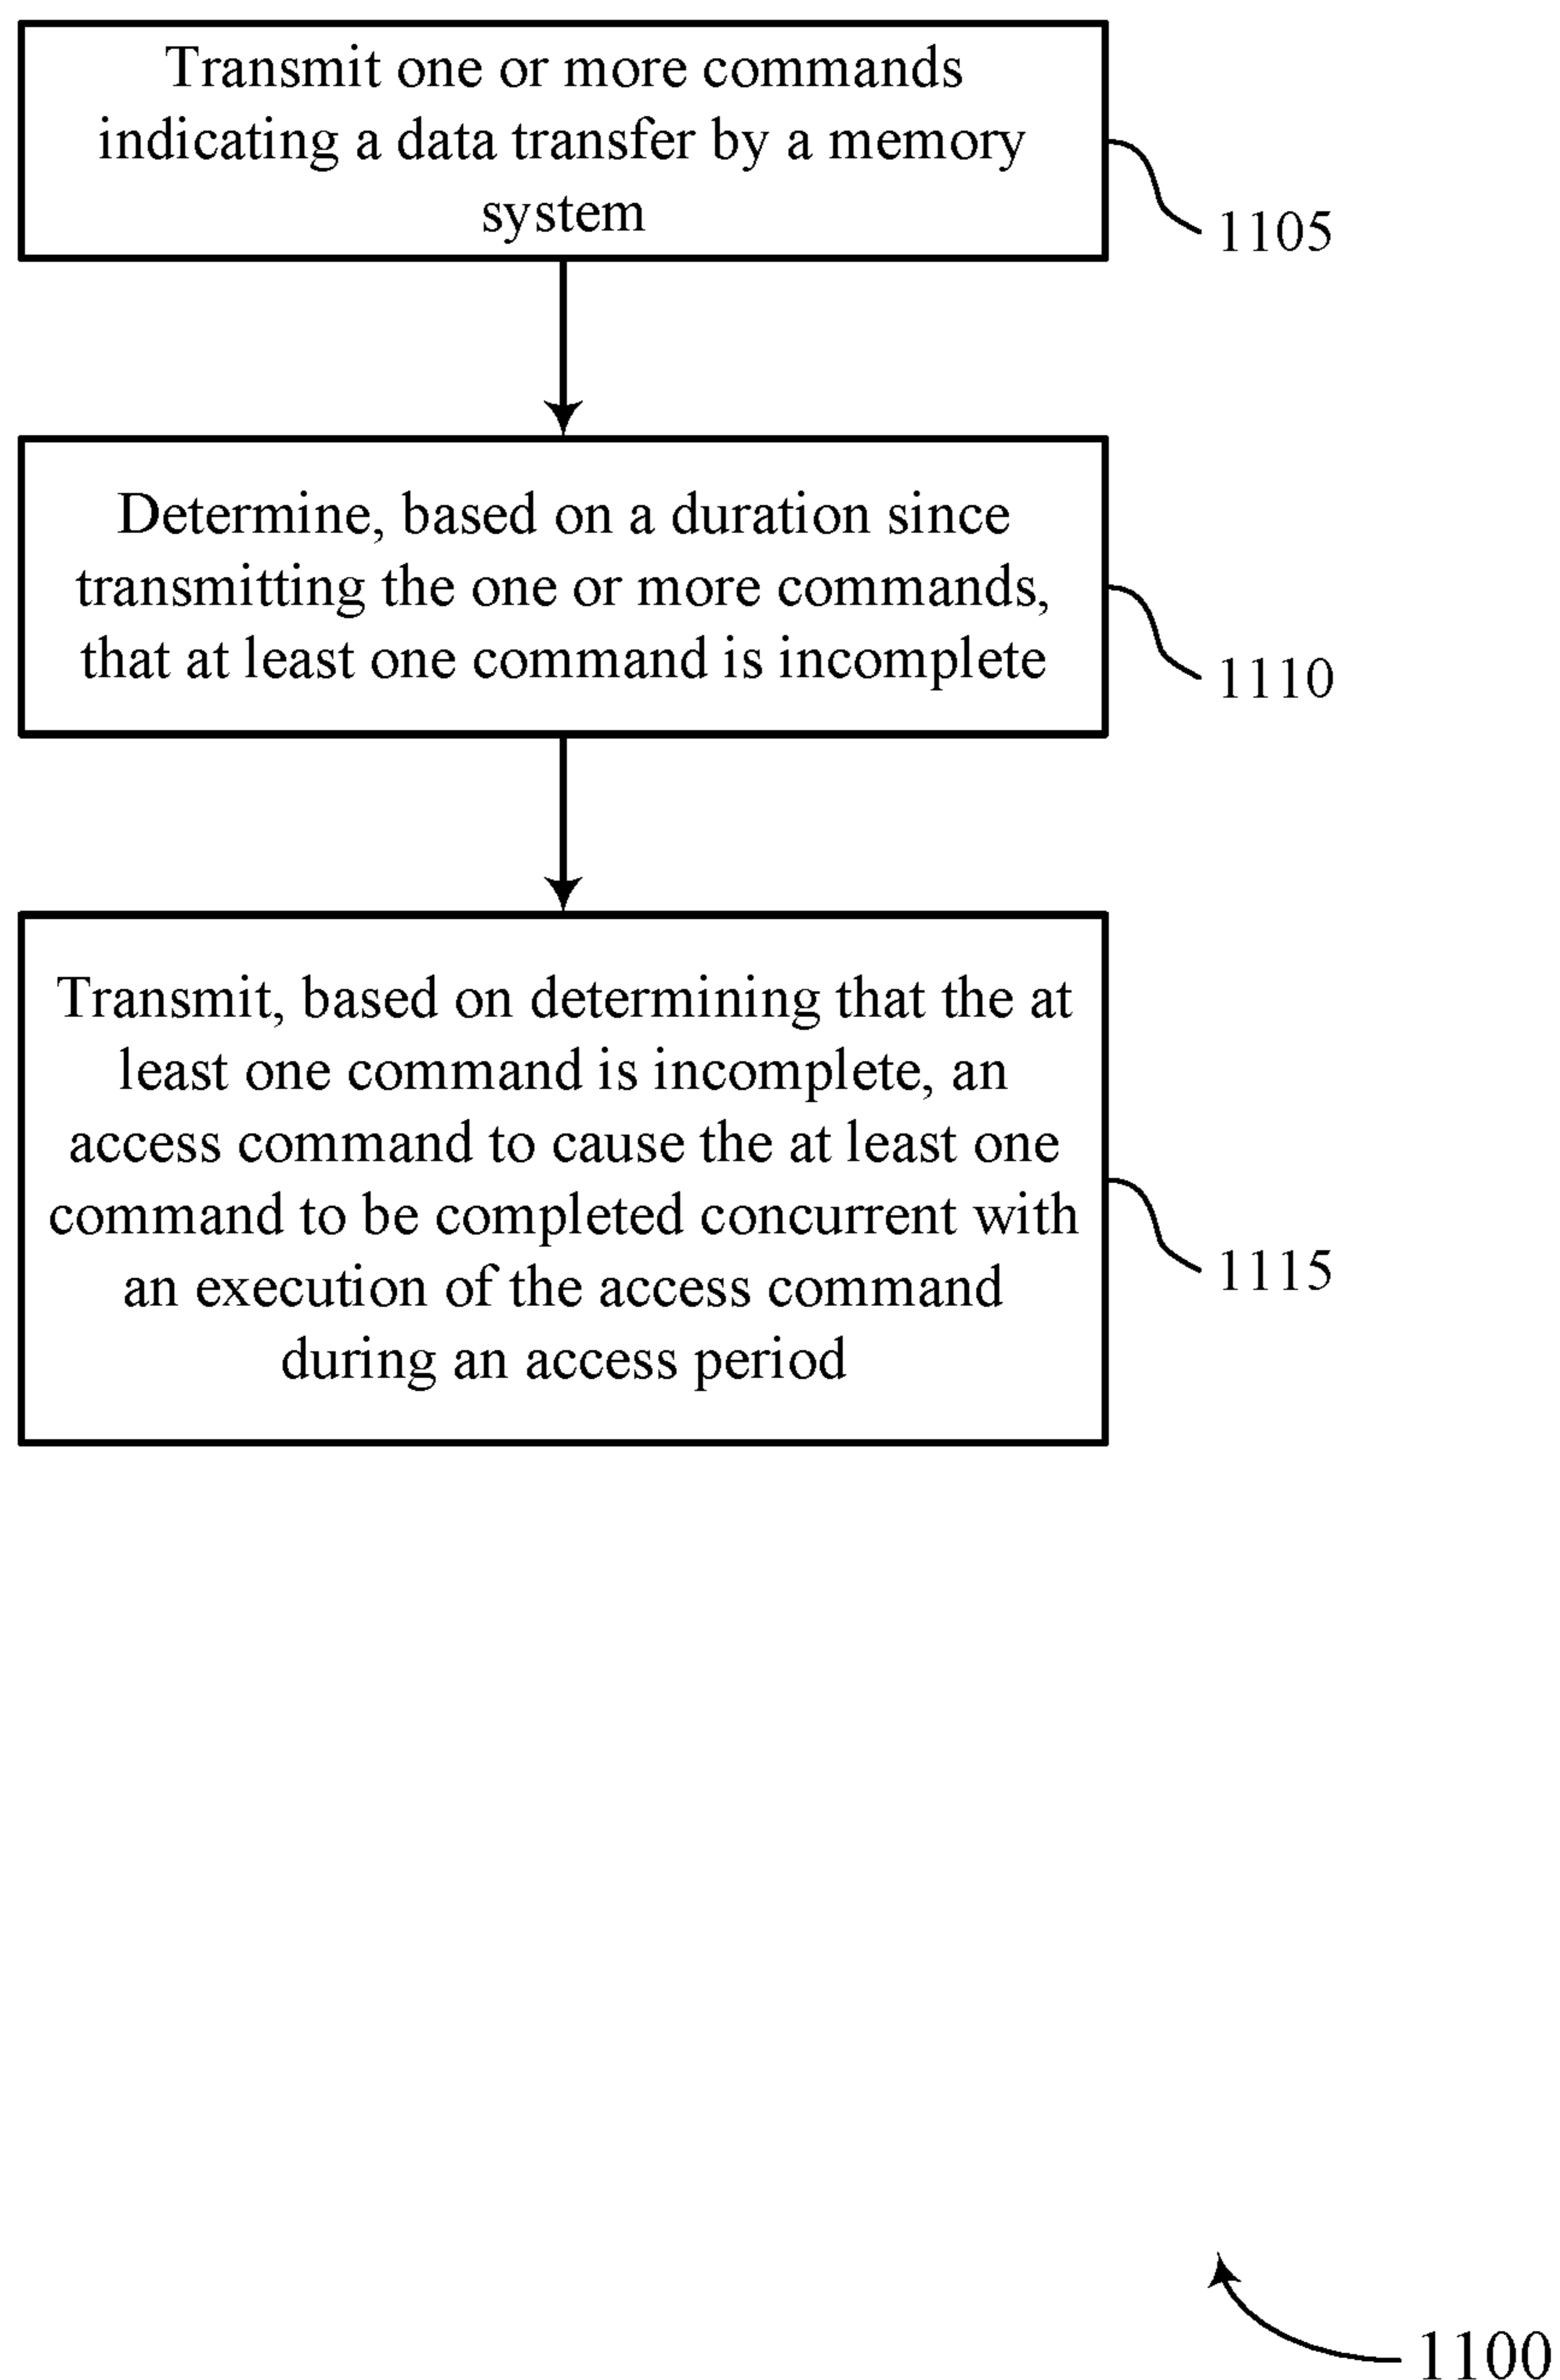 Transmit one or more commands
indicating a data transfer by a memory
system
1105
Determine, based on a duration since
transmitting the one or more commands,
that at least one command is incomplete
1110
Transmit, based on determining that the at
least one command is incomplete, an
access command to cause the at least one
command to be completed concurrent with
an execution of the access command
during an access period
1115
1100